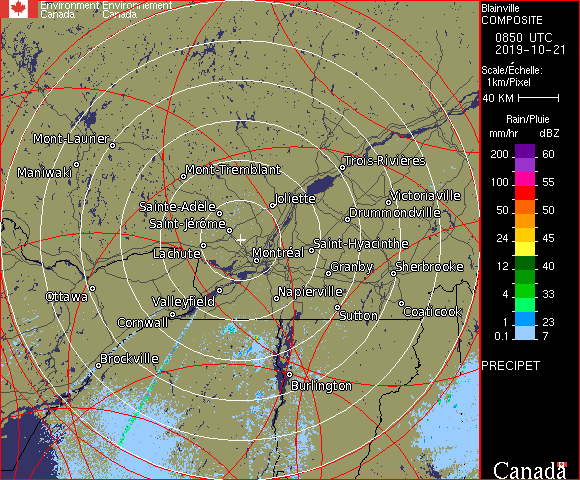 Environment Environnement
Canada Canada
Blainville
COMPOSITE
0850 UTC
2019-10-21
Scale/Échelle:
1km/Pixel
40 KM
Rain/Pluie
mm/hr dBZ
200 60
100 55
50 50
24 45
12 40
4 33
1 23
0.1 7
PRECIPET
Mont-Laurier
Maniwaki
Mont-Tremblant
Trois-Rivières
Joliette
Victoriaville
Sainte-Adèle
Drummondville
Saint-Jérôme
Lachute
Montréal
Saint-Hyacinthe
Granby
Sherbrooke
Ottawa
Valleyfield
Napierville
Cornwall
Sutton
Coaticook
Brockville
Burlington
Canada